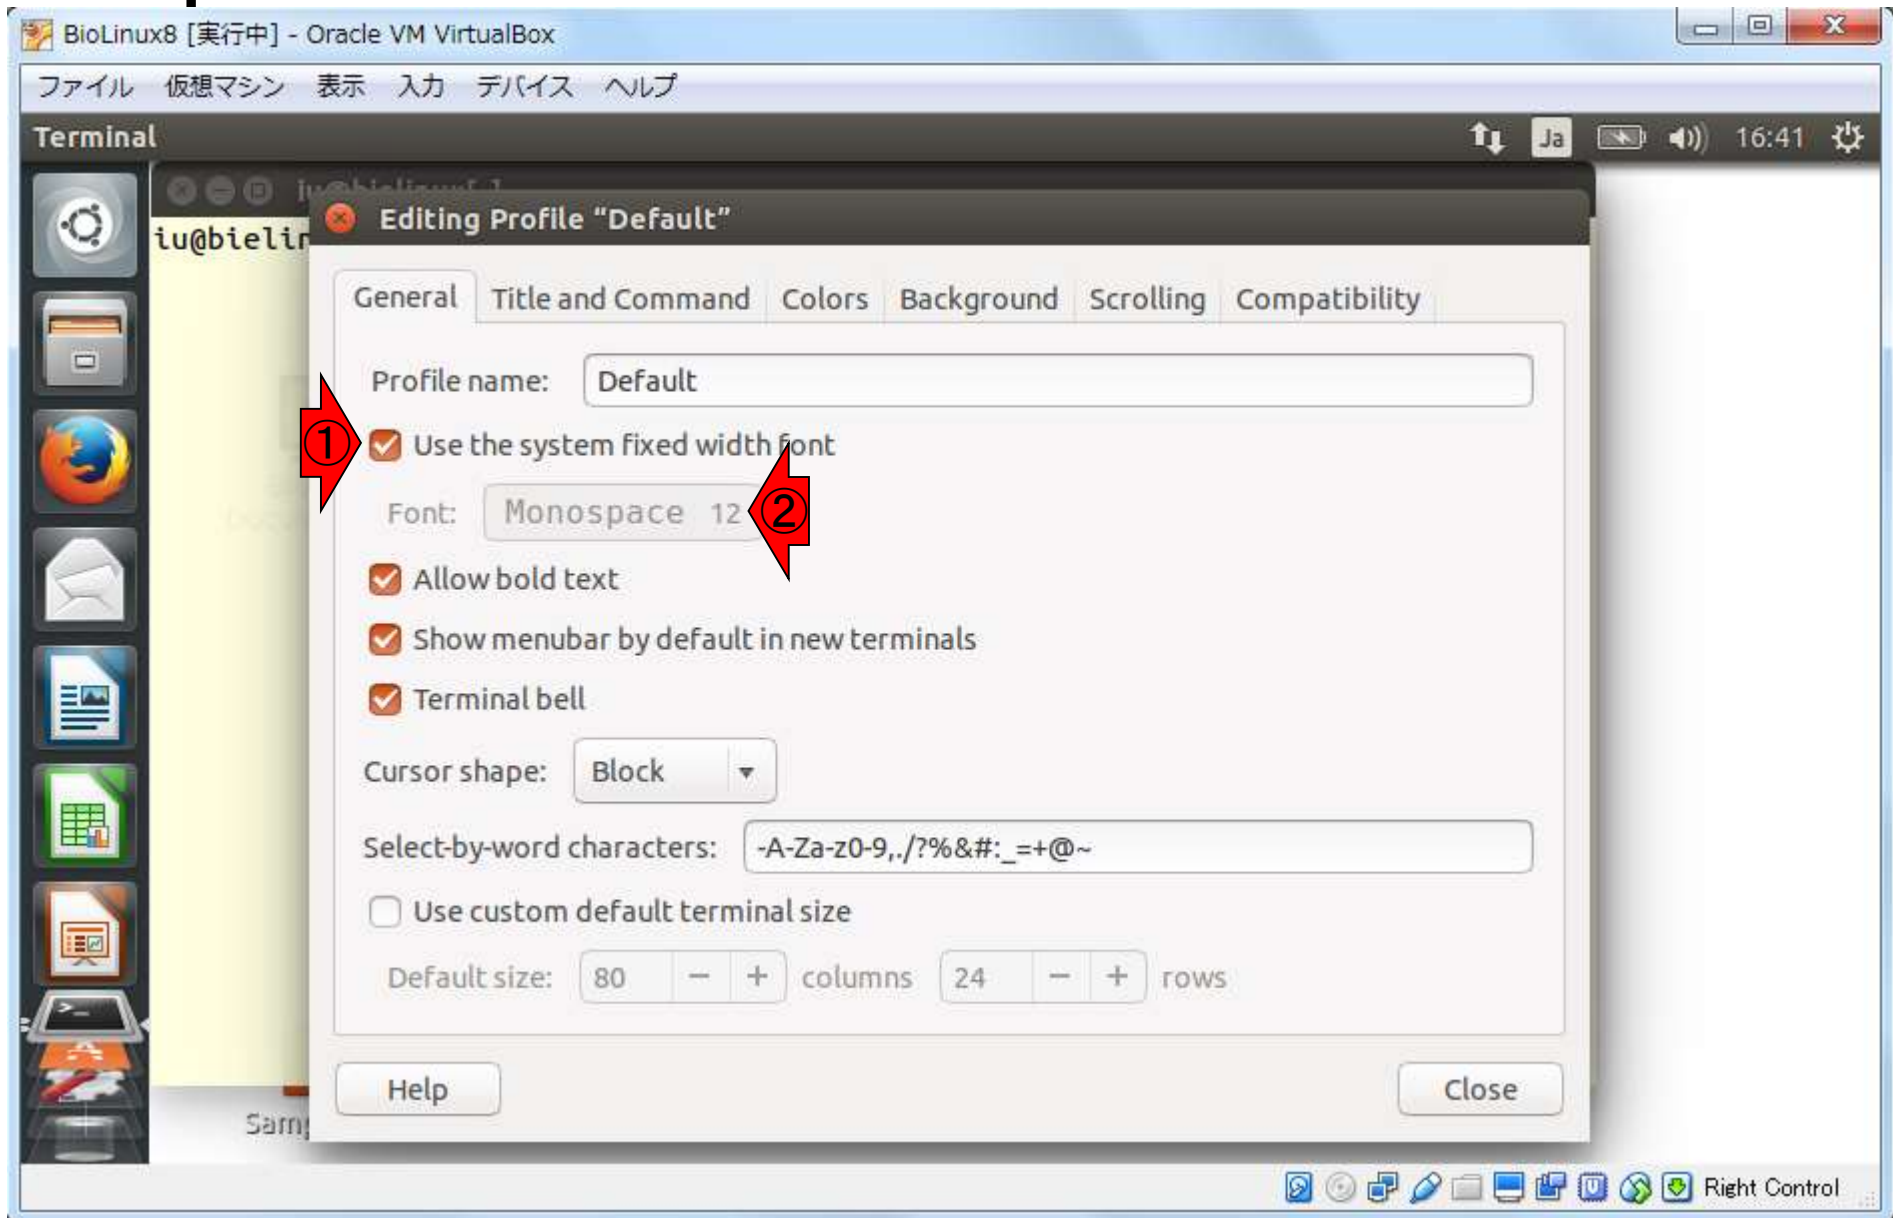 BioLinux8 [実行中] - Oracle VM VirtualBox
ファイル 仮想マシン 表示 入力 デバイス ヘルプ
Terminal Ja 16:41
Editing Profile “Default”
iu@bielin
General Title and Command Colors Background Scrolling Compatibility
Profile name: Default
① Use the system fixed width font
Font: Monospace 12 ②
Allow bold text
Show menubar by default in new terminals
Terminal bell
Cursor shape: Block
Select-by-word characters: -A-Za-z0-9,./?%&#:_=+@~
Use custom default terminal size
Default size: 80 − + columns 24 − + rows
Help Close
Sam
Right Control